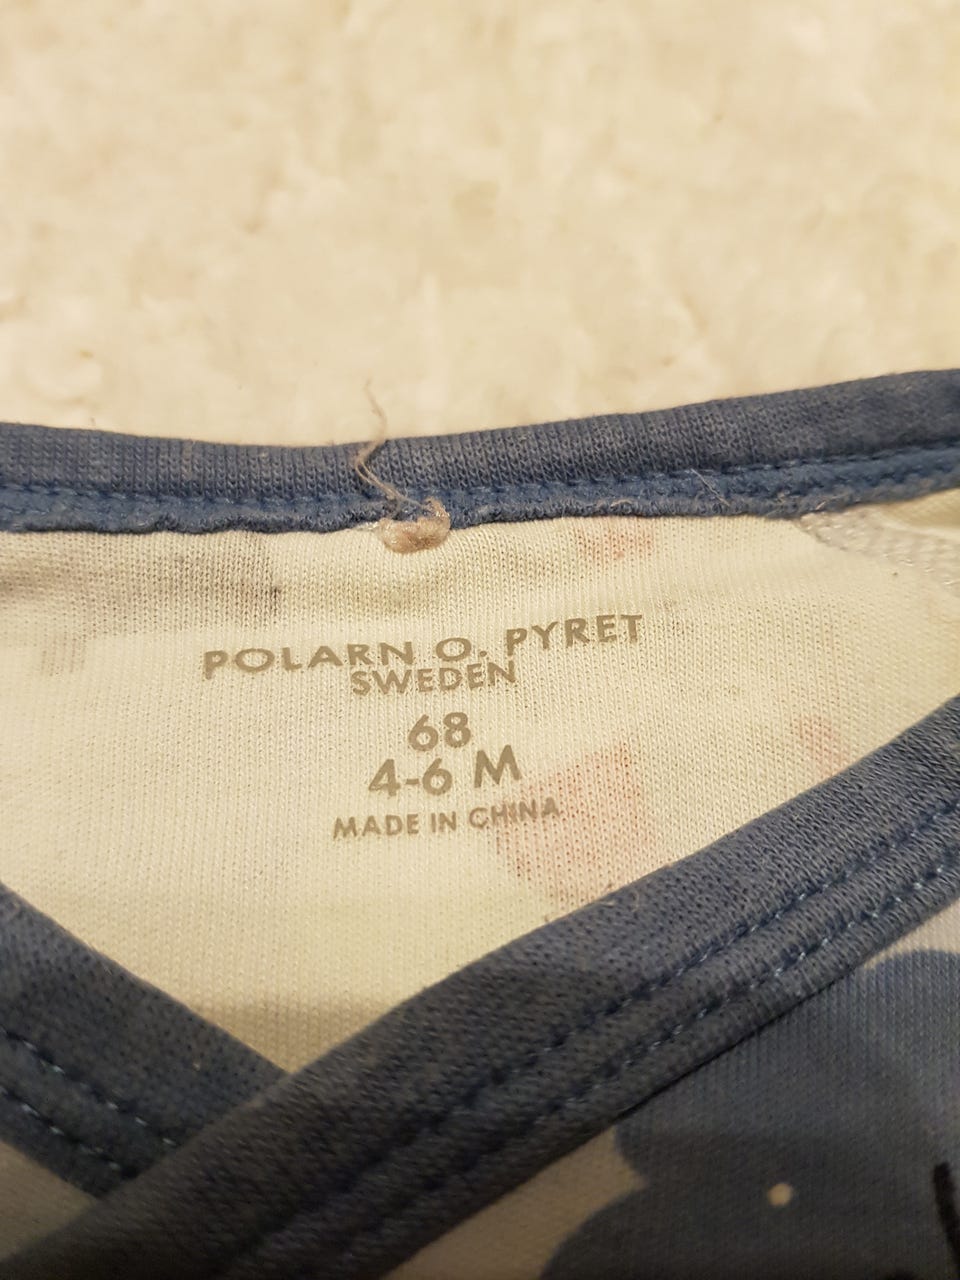 POLARN O. PYRET
SWEDEN
68
4-6 M
MADE IN CHINA